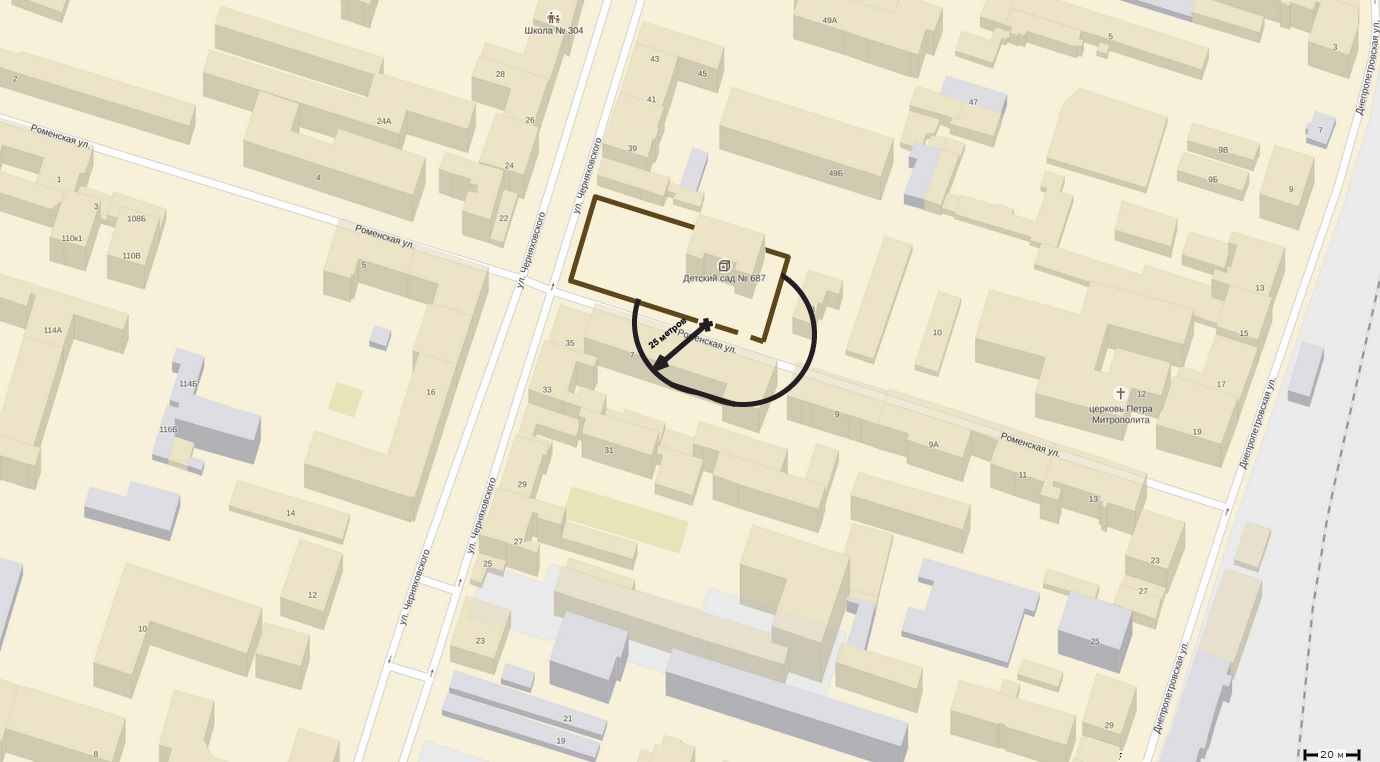 49А
Школа № 304
5
3
Днепропетровская ул.
43
45
28
2
41
47
26
24А
7
Роменская ул.
39
9В
24
49Б
4
9Б
1
ул. Черняховского
9
3
108Б
22
110к1
Роменская ул.
ул. Черняховского
110В
5
Детский сад № 687
13
114А
25 метров
10
15
35
Роменская ул.
7
114Б
33
16
12
17
церковь Петра
Митрополита
9
116Б
19
9А
Роменская ул.
Днепропетровская ул.
31
11
29
13
14
ул. Черняховского
27
23
25
12
27
ул. Черняховского
10
23
25
Днепропетровская ул.
21
29
19
8
20 м